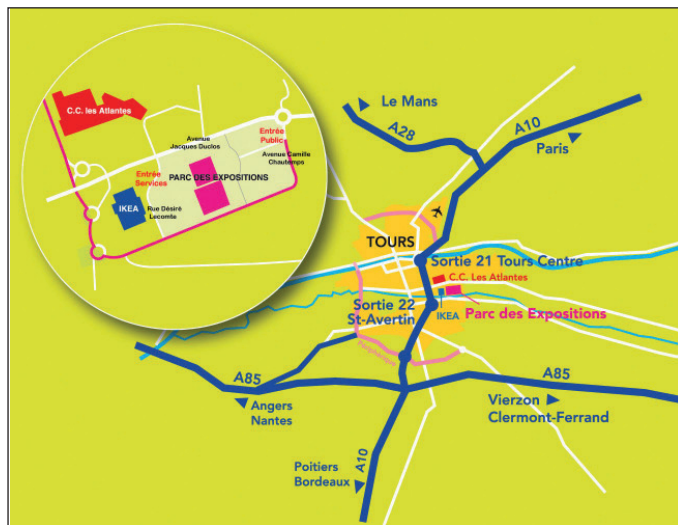 C.C. les Atlantes
Avenue
Jacques Duclos
Entrée
Public
Avenue Camille
Chautemps
Entrée
Services
PARC DES EXPOSITIONS
IKEA
Rue Désiré
Lecomte
Le Mans
A28
A10
Paris
TOURS
Sortie 21 Tours Centre
C.C. Les Atlantes
Sortie 22
St-Avertin
IKEA
Parc des Expositions
Périphérique
A85
Angers
Nantes
A85
Vierzon
Clermont-Ferrand
Poitiers
Bordeaux
A10